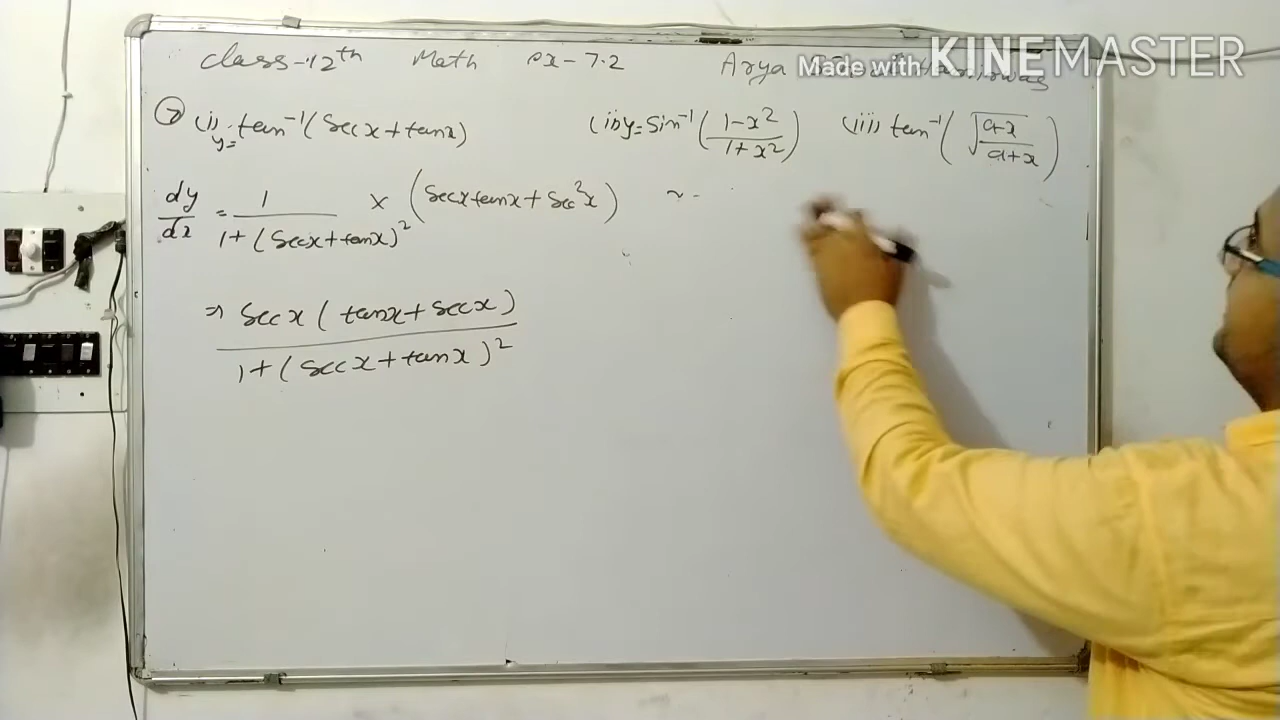 class-12th Math ex-7.2 Arya
Made with KINEMASTER
7 (i) y = tan⁻¹(Secx+tanx) (ii) y = Sin⁻¹(1-x²/1+x²) (iii) tan⁻¹(√a-x/a+x)
dy/dx = 1/1+(Secx+tanx)² × (Secxtanx+Sec²x)
⇒ Secx(tanx+Secx)/1+(Secx+tanx)²